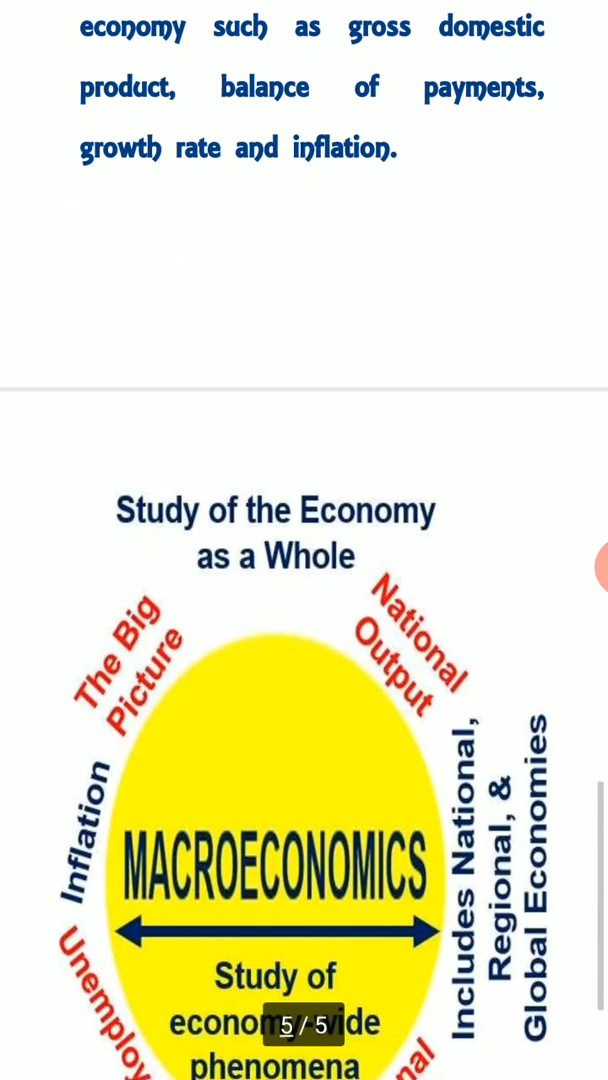 economy such as gross domestic
product, balance of payments,
growth rate and inflation.
Study of the Economy
as a Whole
The Big
Picture
National
Output
Inflation
Includes National,
Regional, &
Global Economies
MACROECONOMICS
Study of
phenomena
5 / 5